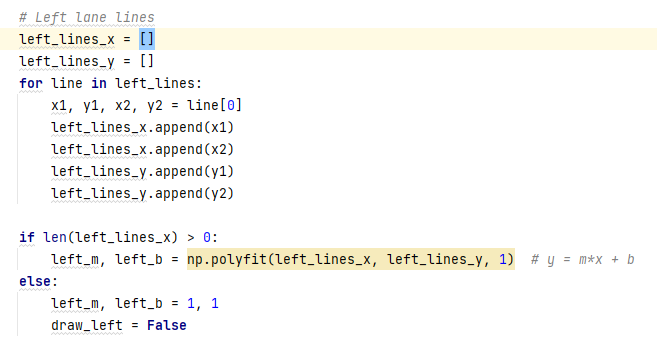 # Left lane lines
left_lines_x = []
left_lines_y = []
for line in left_lines:
    x1, y1, x2, y2 = line[0]
    left_lines_x.append(x1)
    left_lines_x.append(x2)
    left_lines_y.append(y1)
    left_lines_y.append(y2)

if len(left_lines_x) > 0:
    left_m, left_b = np.polyfit(left_lines_x, left_lines_y, 1)  # y = m*x + b
else:
    left_m, left_b = 1, 1
    draw_left = False